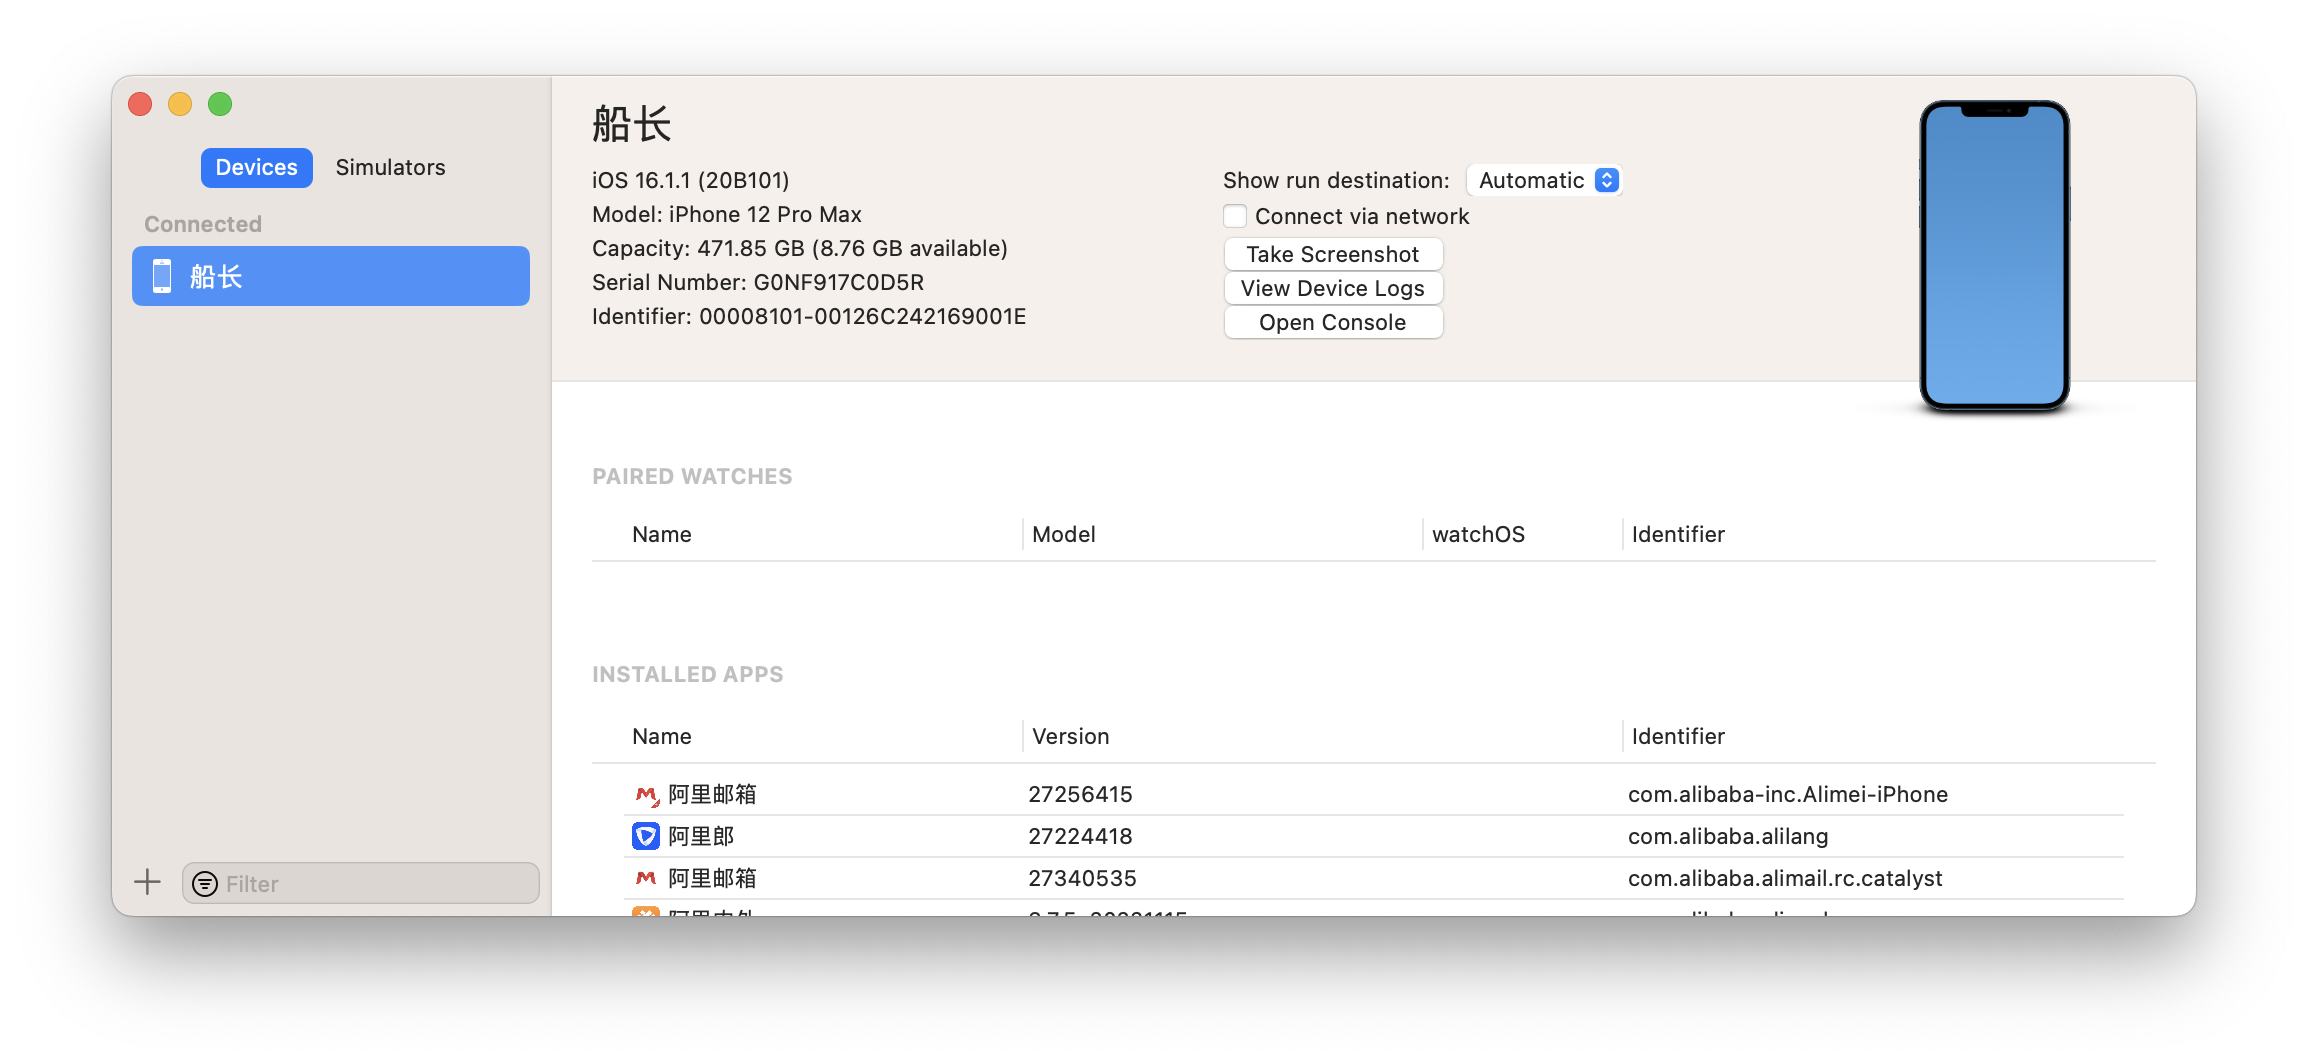 船长
Devices Simulators
iOS 16.1.1 (20B101)
Show run destination: Automatic
Connected
Model: iPhone 12 Pro Max
Connect via network
船长
Capacity: 471.85 GB (8.76 GB available)
Take Screenshot
Serial Number: G0NF917C0D5R
View Device Logs
Identifier: 00008101-00126C242169001E
Open Console
PAIRED WATCHES
Name Model watchOS Identifier
INSTALLED APPS
Name Version Identifier
阿里邮箱 27256415 com.alibaba-inc.Alimei-iPhone
阿里郎 27224418 com.alibaba.alilang
阿里邮箱 27340535 com.alibaba.alimail.rc.catalyst
Filter